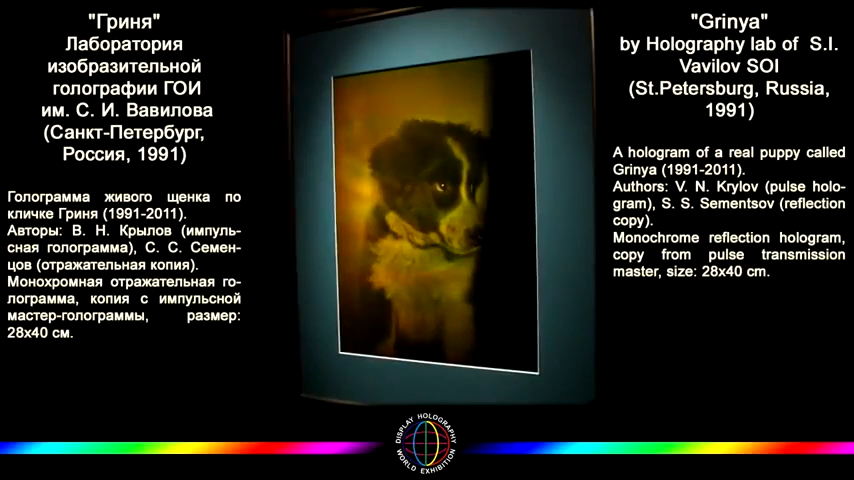 "Гриня"
Лаборатория
изобразительной
голографии ГОИ
им. С. И. Вавилова
(Санкт-Петербург,
Россия, 1991)
Голограмма живого щенка по
кличке Гриня (1991-2011).
Авторы: В. Н. Крылов (импуль-
сная голограмма), С. С. Семен-
цов (отражательная копия).
Монохромная отражательная го-
лограмма, копия с импульсной
мастер-голограммы, размер:
28х40 см.
"Grinya"
by Holography lab of S.I.
Vavilov SOI
(St.Petersburg, Russia,
1991)
A hologram of a real puppy called
Grinya (1991-2011).
Authors: V. N. Krylov (pulse holo-
gram), S. S. Sementsov (reflection
copy).
Monochrome reflection hologram,
copy from pulse transmission
master, size: 28x40 cm.
DISPLAY HOLOGRAPHY
WORLD EXHIBITION